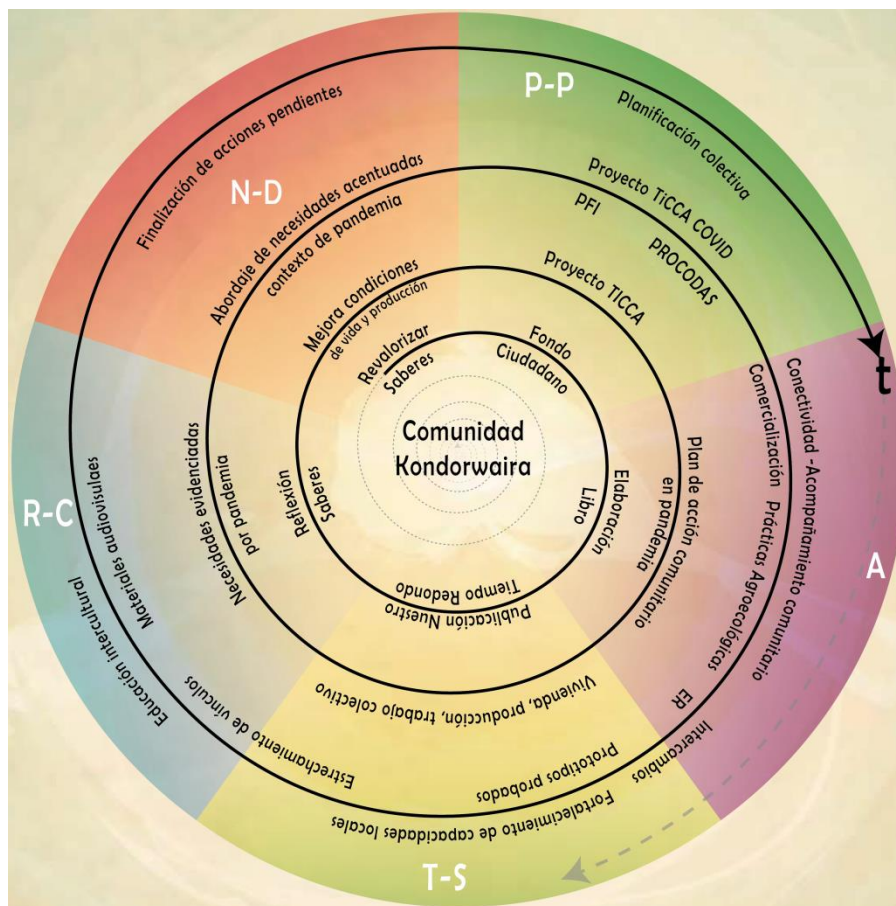 P-P
Planificación colectiva
Proyecto TiCCA COVID
PFI
PROCODAS
Proyecto TICCA
Fondo
Ciudadano
t
A
Conectividad -Acompañamiento comunitario
Comercialización Prácticas Agroecológicas
ER
Intercambios
Plan de acción comunitario
en pandemia
Elaboración
Libro
T-S
Fortalecimiento de capacidades locales
Prototipos probados
Estrechamiento de vínculos
Vivienda, producción, trabajo colectivo
Publicación Nuestro
Tiempo Redondo
R-C
Educación intercultural
Materiales audiovisulaes
Necesidades evidenciadas
por pandemia
Reflexión
Saberes
N-D
Finalización de acciones pendientes
Abordaje de necesidades acentuadas
contexto de pandemia
Mejora condiciones
de vida y producción
Revalorizar
Saberes
Comunidad
Kondorwaira